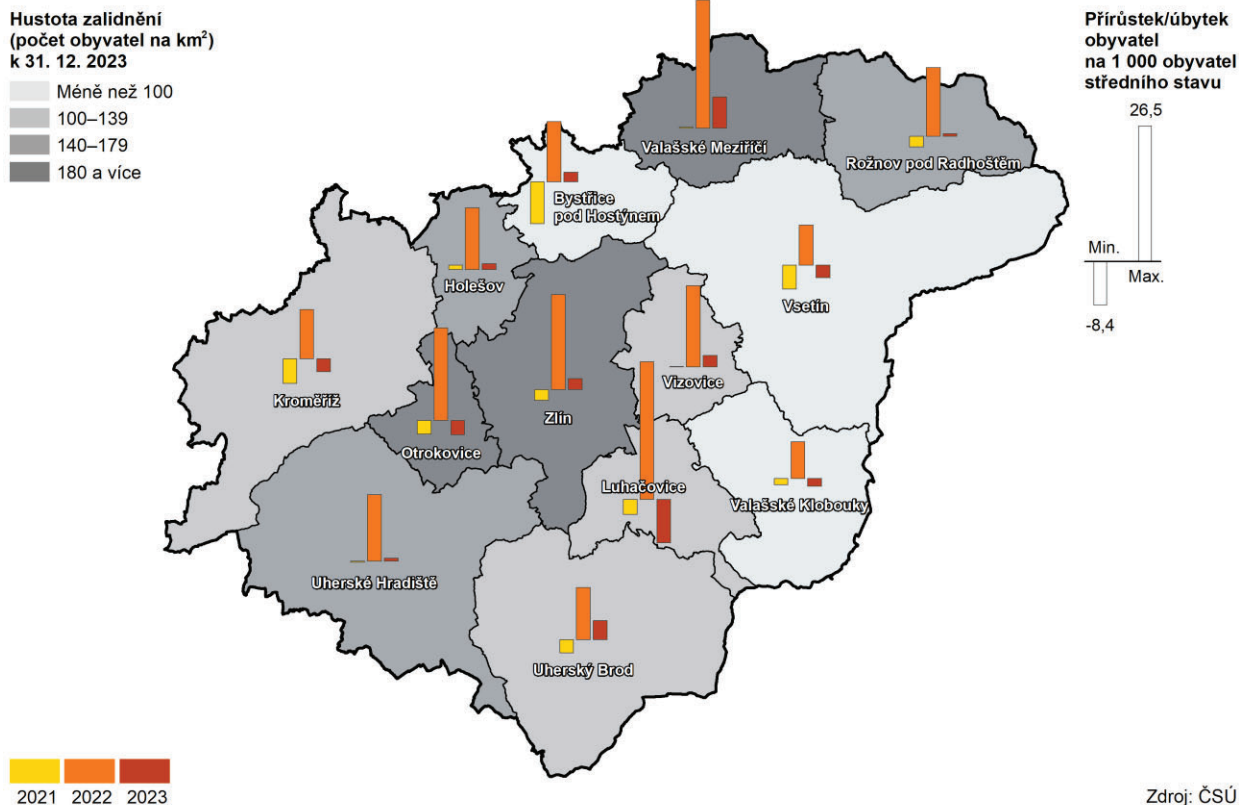 Hustota zalidnění
(počet obyvatel na km²)
k 31. 12. 2023
Méně než 100
100–139
140–179
180 a více
Přírůstek/úbytek
obyvatel
na 1 000 obyvatel
středního stavu
26,5
Min.
Max.
-8,4
Valašské Meziříčí
Rožnov pod Radhoštěm
Bystřice
pod Hostýnem
Holešov
Vsetín
Kroměříž
Vizovice
Zlín
Otrokovice
Luhačovice
Valašské Klobouky
Uherské Hradiště
Uherský Brod
2021
2022
2023
Zdroj: ČSÚ